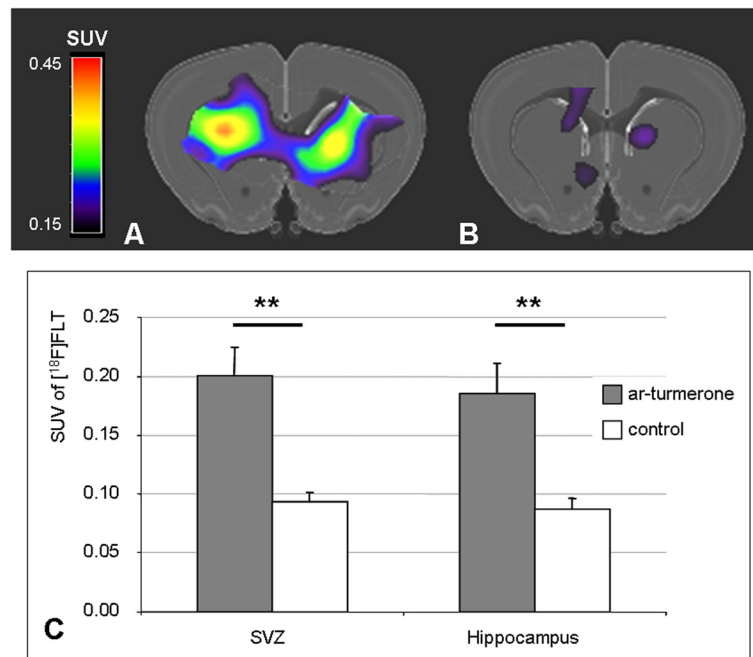 SUV
0.45
0.15
A
B
SUV of [¹⁸F]FLT
0.25
0.20
0.15
0.10
0.05
0.00
**
**
ar-turmerone
control
C
SVZ
Hippocampus